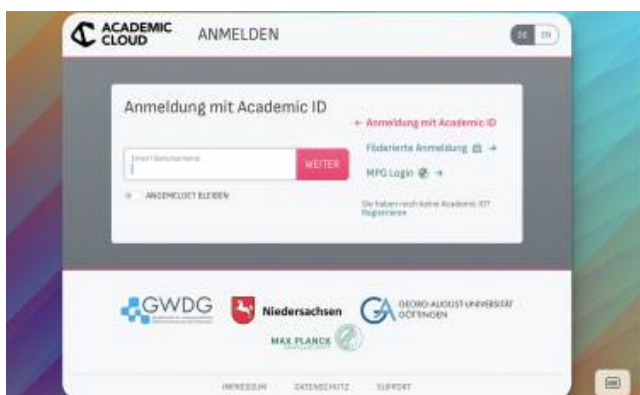 ACADEMIC
CLOUD
ANMELDEN
DE EN
Anmeldung mit Academic ID
← Anmeldung mit Academic ID
Föderierte Anmeldung →
MPG Login →
Email / Benutzername
WEITER
ANGEMELDET BLEIBEN
Sie haben noch keine Academic ID?
Registrieren
GWDG
Niedersachsen
GEORG-AUGUST-UNIVERSITÄT
GÖTTINGEN
MAX PLANCK
IMPRESSUM DATENSCHUTZ SUPPORT